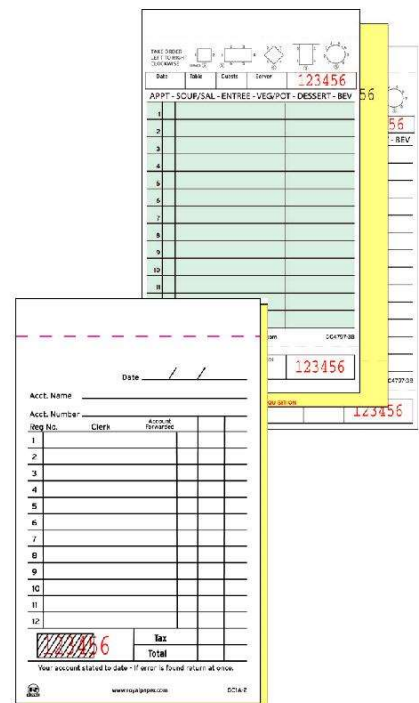 TAKE ORDER
LEFT TO RIGHT
CLOCKWISE
Date Table Guests Server 123456
APPT - SOUP/SAL - ENTREE - VEG/POT - DESSERT - BEV
1
2
3
4
5
6
7
8
9
10
11
123456
56
56
- BEV
123456
Date / /
Acct. Name
Acct. Number
Reg No. Clerk Account Forwarded
1
2
3
4
5
6
7
8
9
10
11
12
123456 Tax
Total
Your account stated to date - If error is found return at once.
www.royalpaper.com